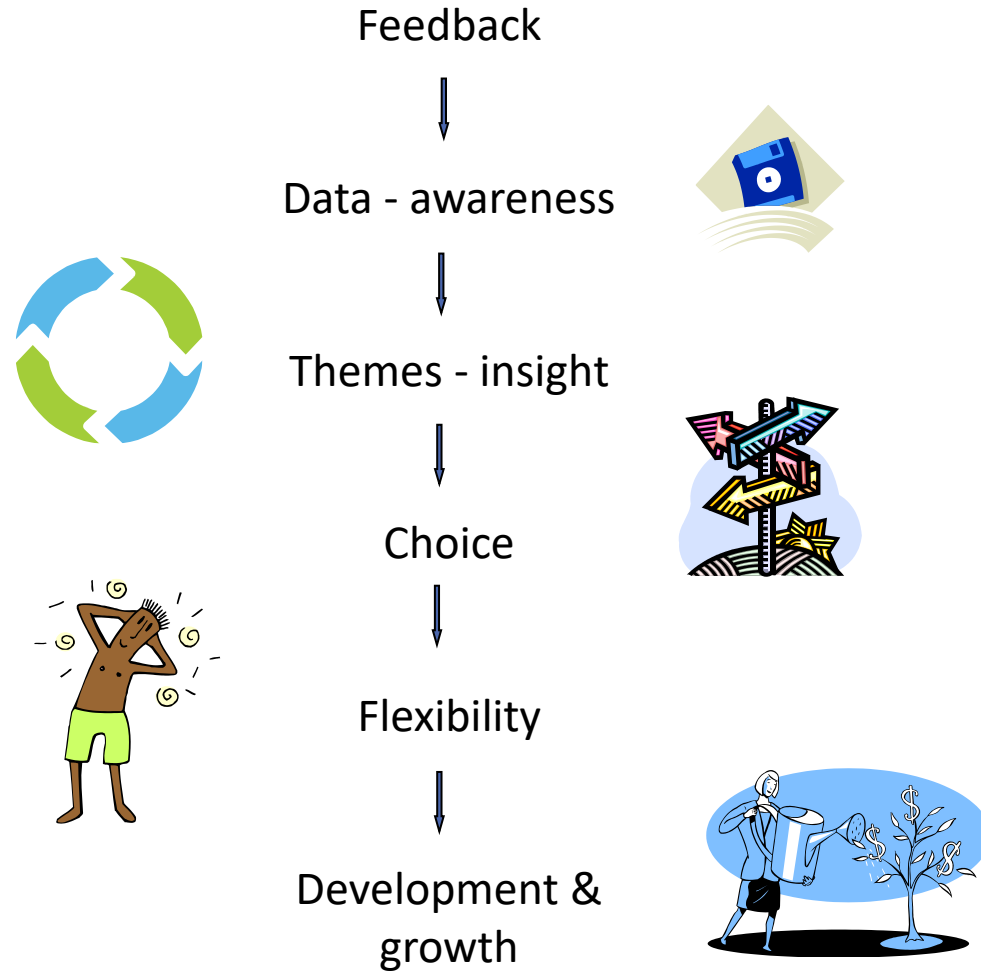 Feedback
Data - awareness
Themes - insight
Choice
Flexibility
Development &
growth
$
$
$